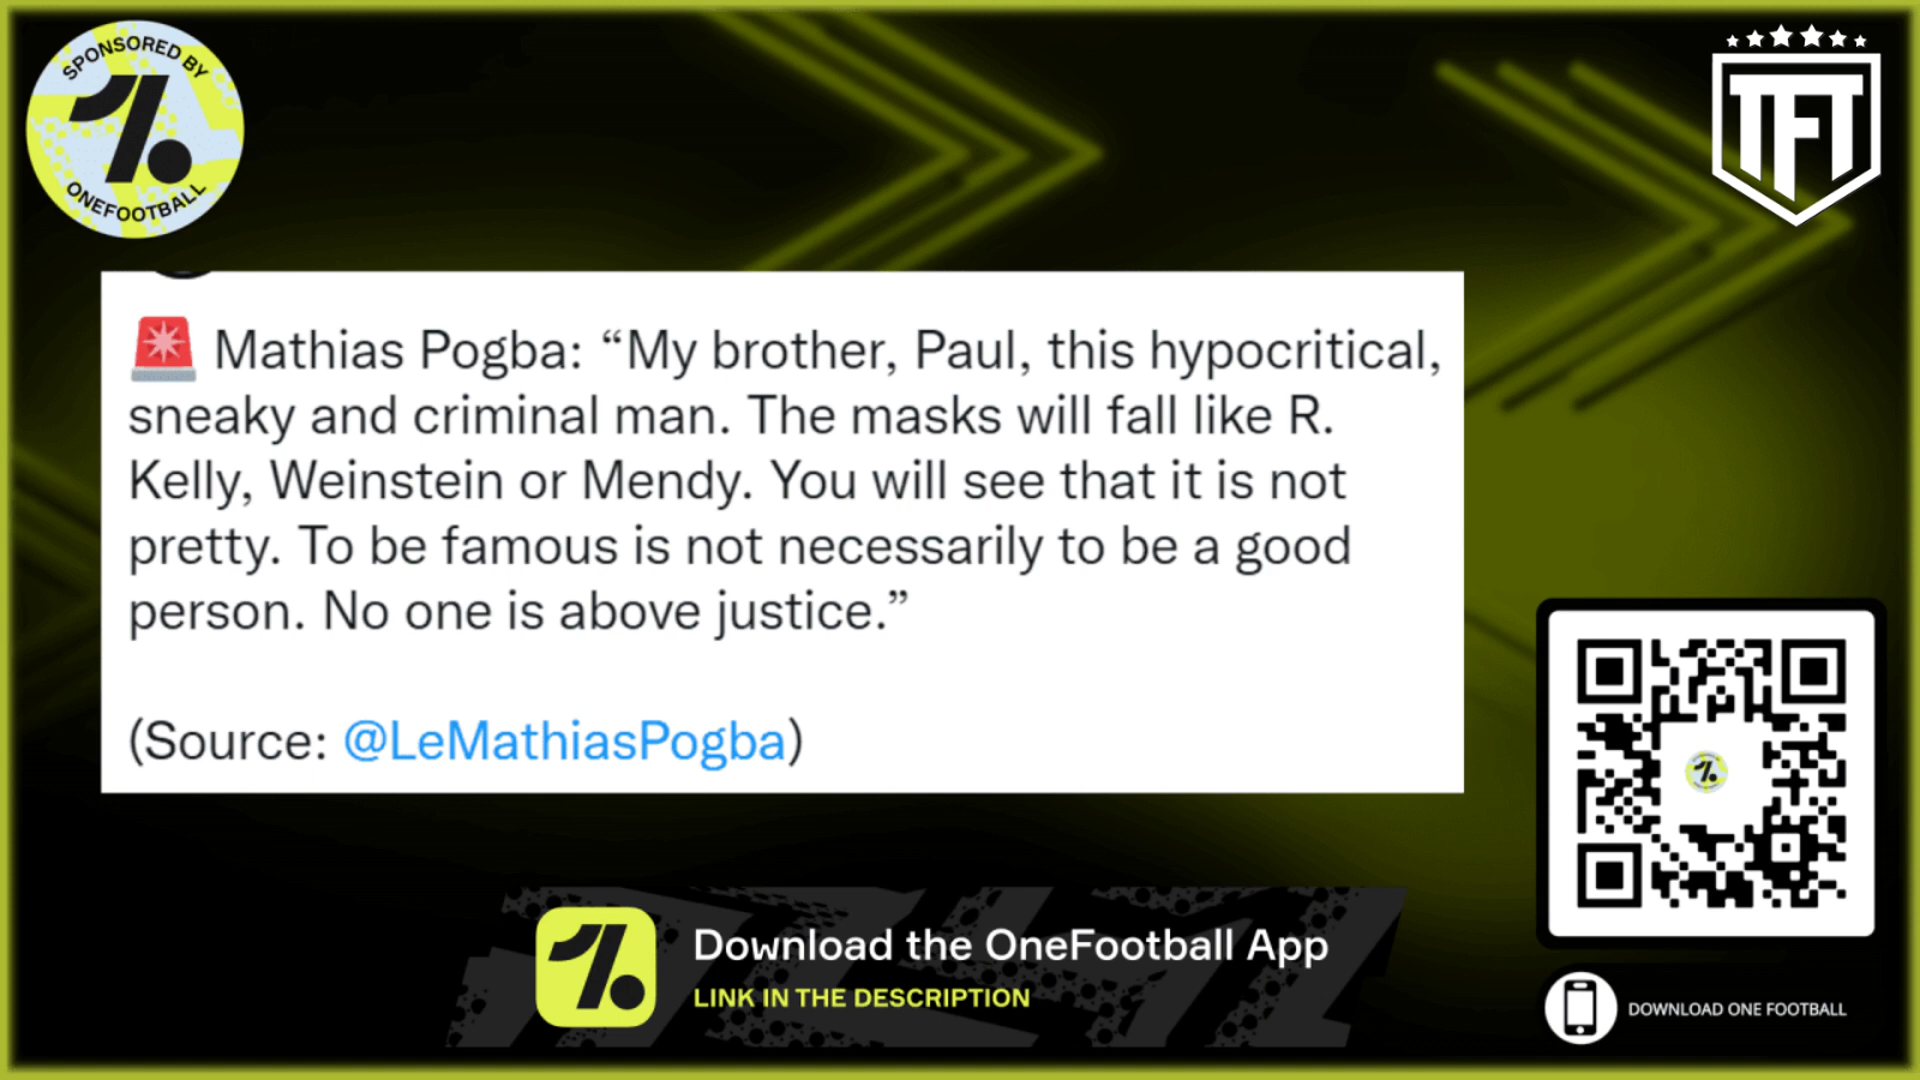 SPONSORED BY
ONEFOOTBALL
TFT
🚨 Mathias Pogba: “My brother, Paul, this hypocritical,
sneaky and criminal man. The masks will fall like R.
Kelly, Weinstein or Mendy. You will see that it is not
pretty. To be famous is not necessarily to be a good
person. No one is above justice.”
(Source: @LeMathiasPogba)
Download the OneFootball App
LINK IN THE DESCRIPTION
DOWNLOAD ONE FOOTBALL